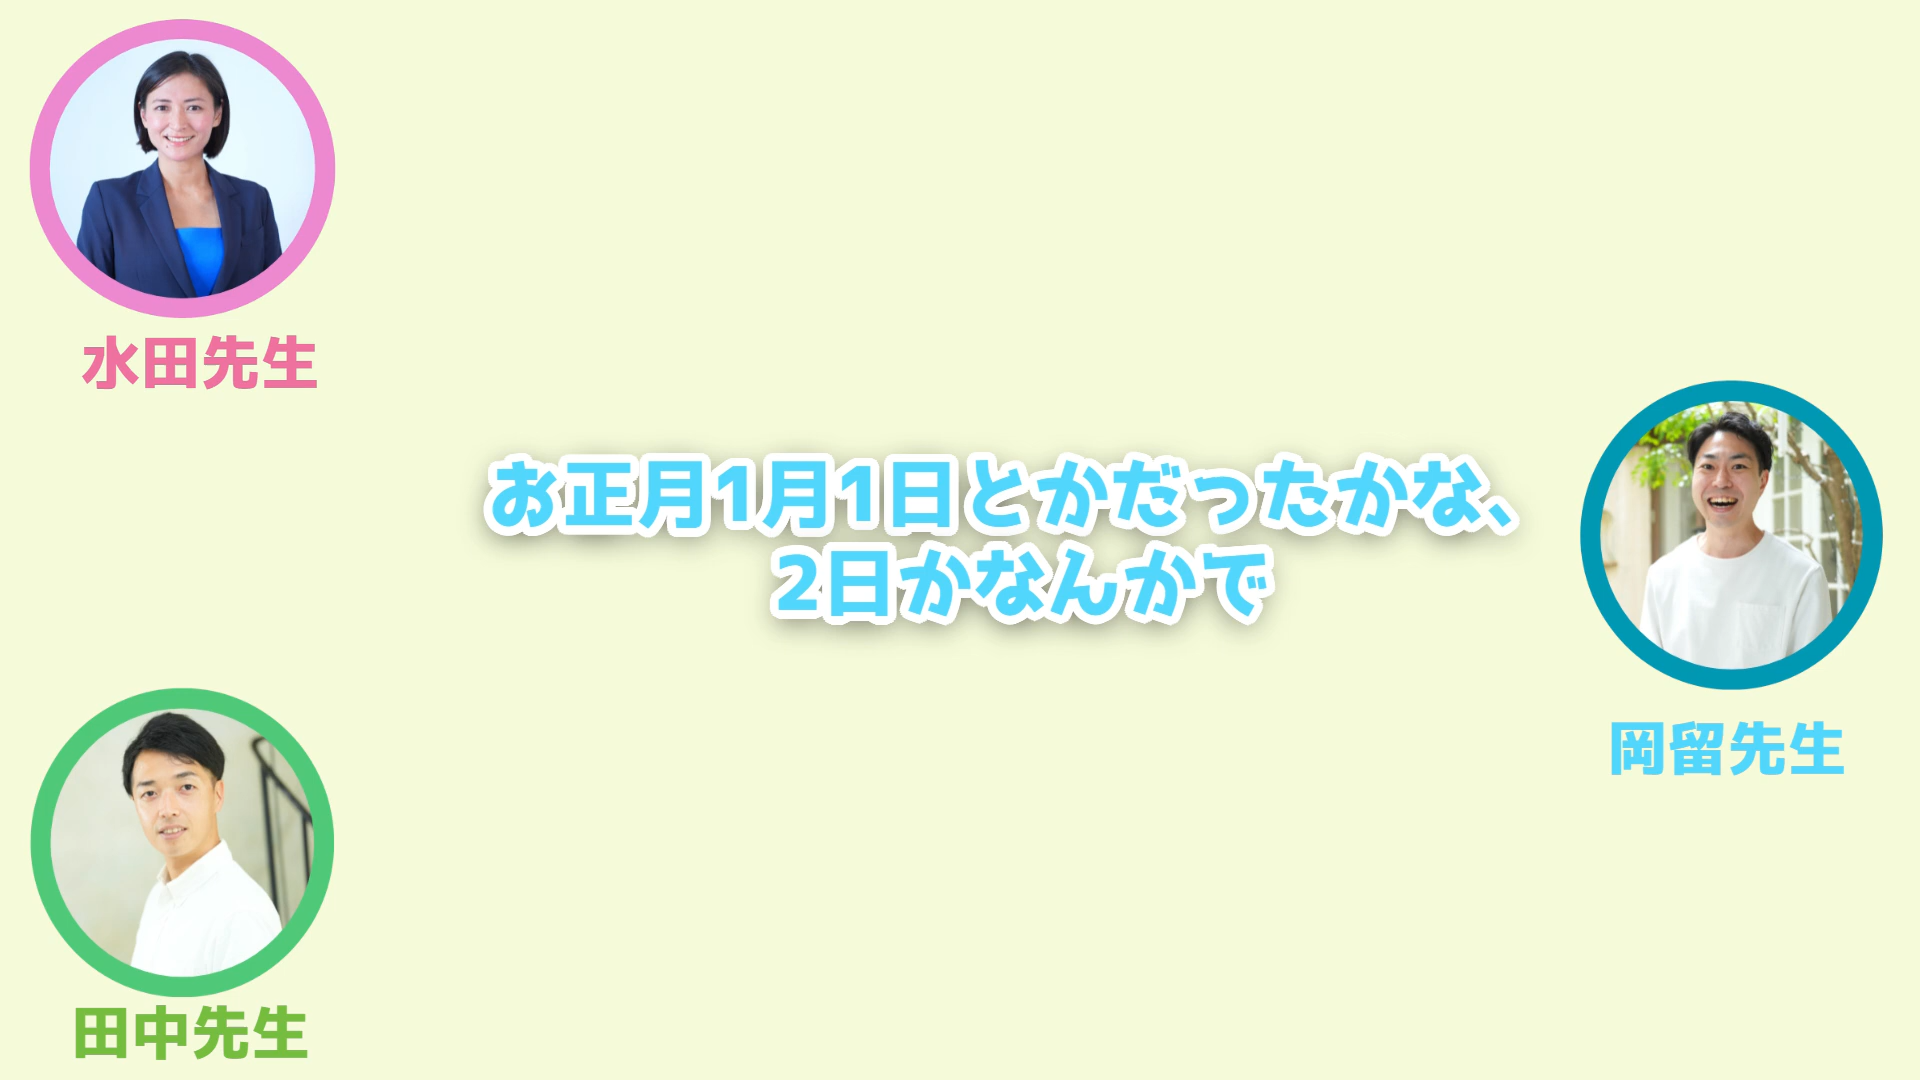 水田先生
お正月1月1日とかだったかな、
2日かなんかで
岡留先生
田中先生